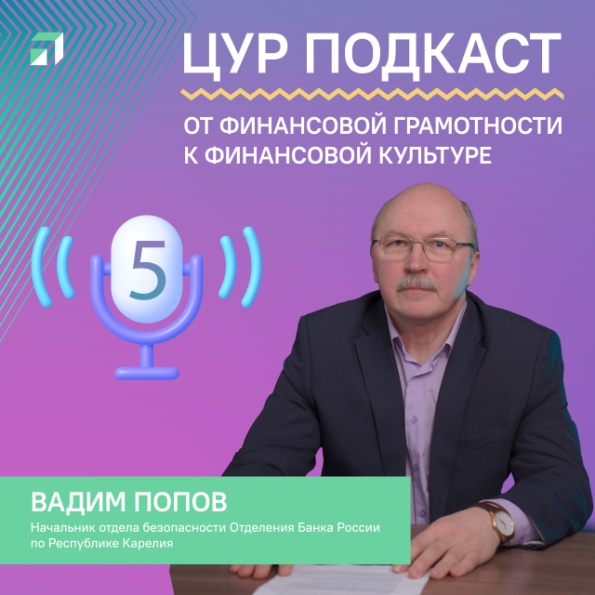 ЦУР ПОДКАСТ
ОТ ФИНАНСОВОЙ ГРАМОТНОСТИ
К ФИНАНСОВОЙ КУЛЬТУРЕ
5
ВАДИМ ПОПОВ
Начальник отдела безопасности Отделения Банка России
по Республике Карелия